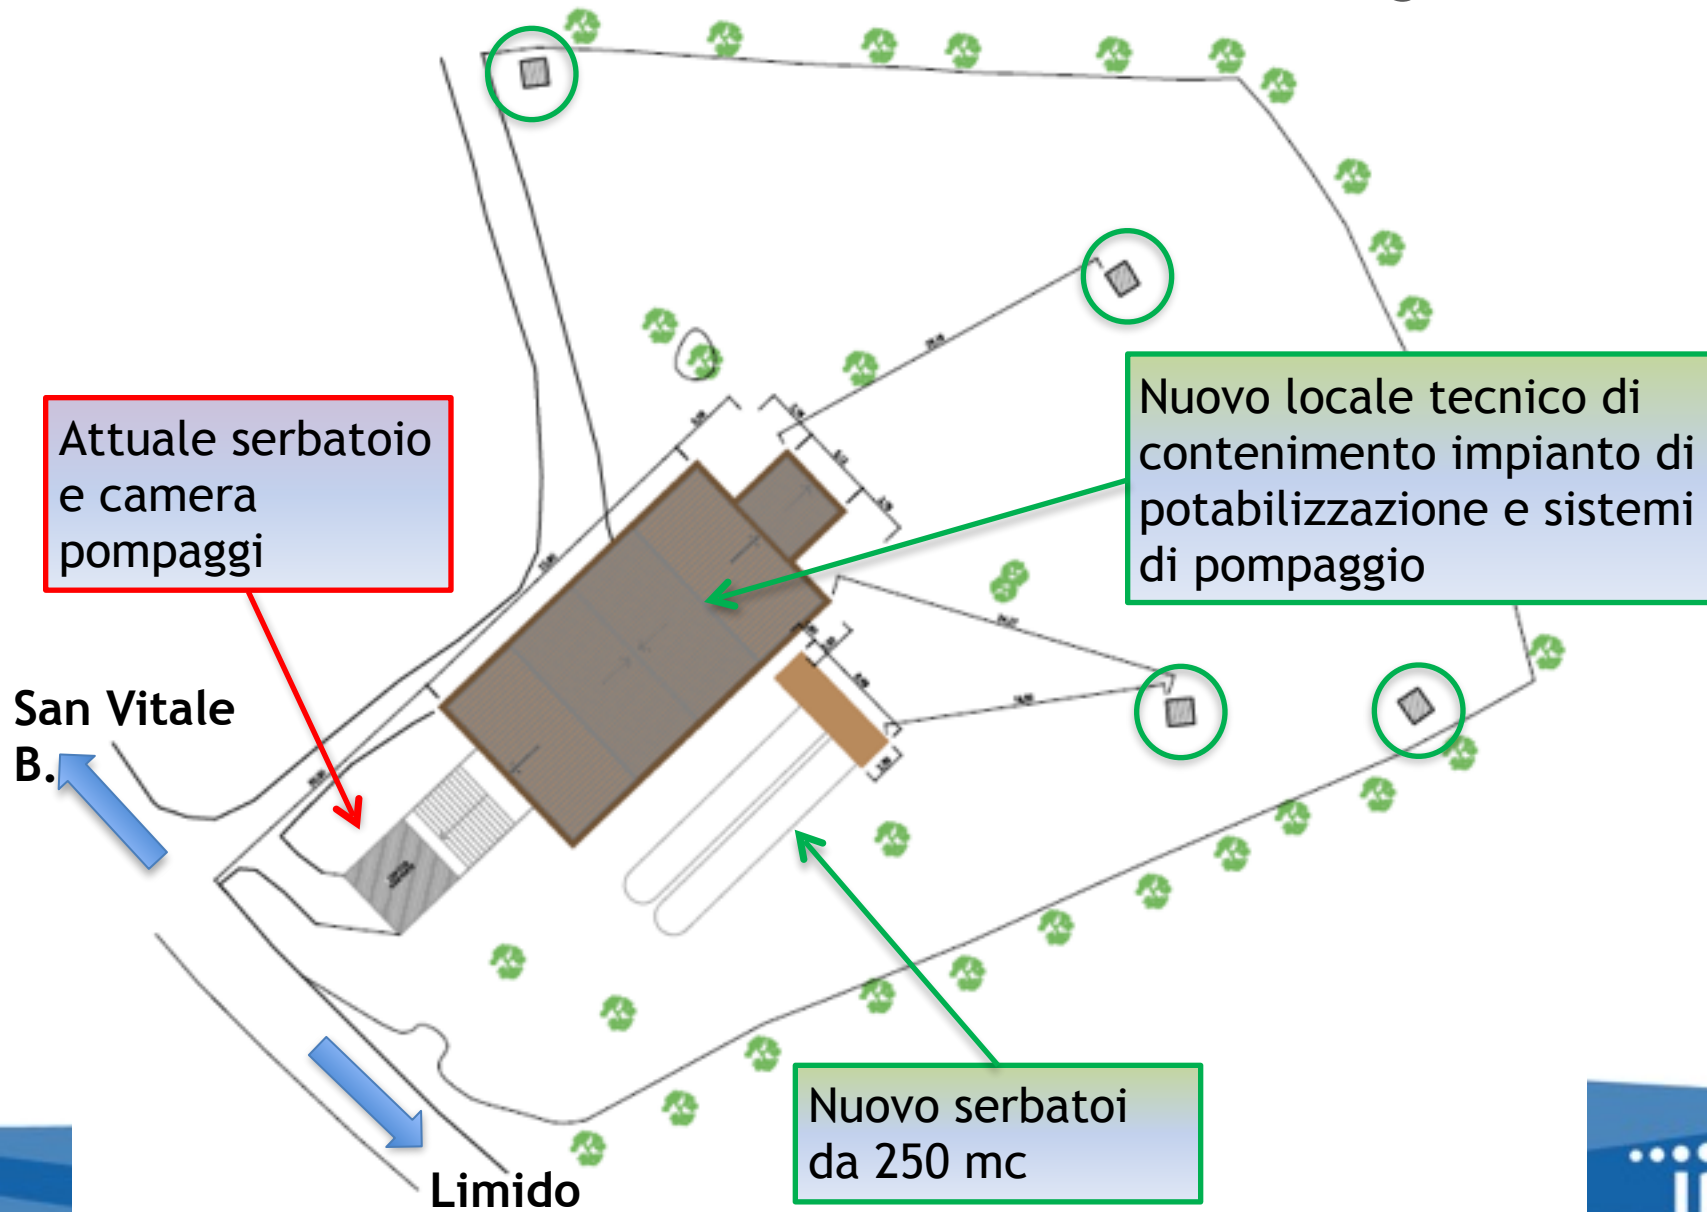 Attuale serbatoio
e camera
pompaggi
Nuovo locale tecnico di
contenimento impianto di
potabilizzazione e sistemi
di pompaggio
San Vitale
B.
Nuovo serbatoi
da 250 mc
Limido